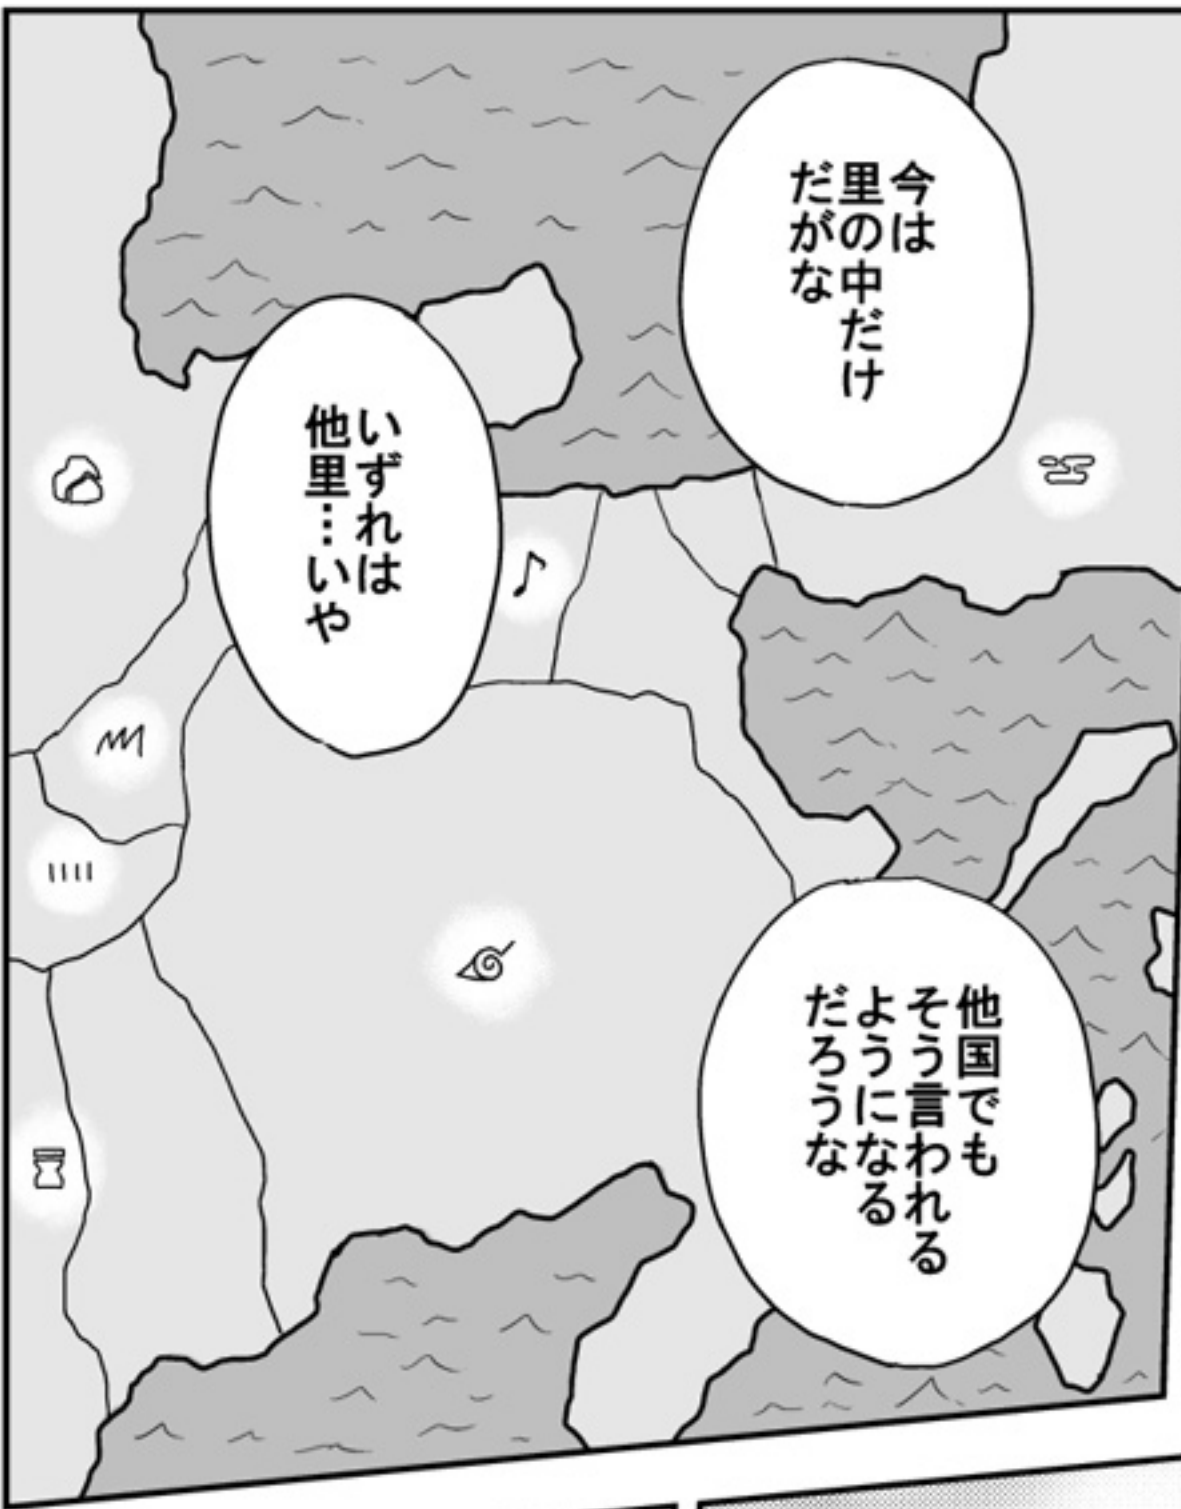 今は
里の中だけ
だがな
いずれは
他里…いや
他国でも
そう言われる
ようになる
だろうな